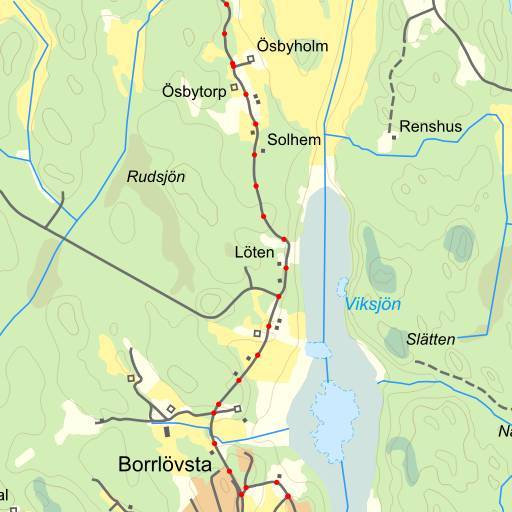 Ösbyholm
Ösbytorp
Renshus
Solhem
Rudsjön
Löten
Viksjön
Slätten
Borrlövsta